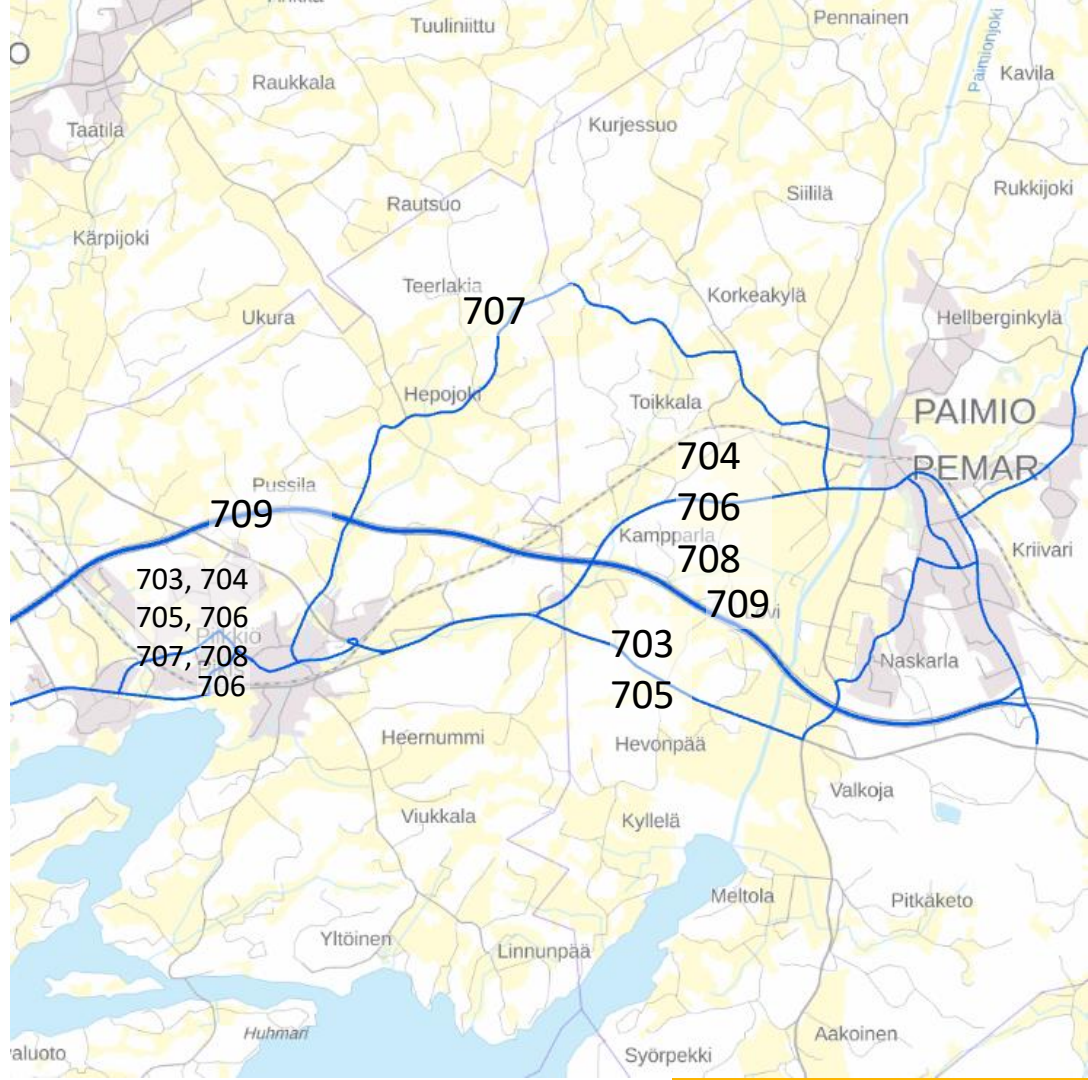 Tuuliniittu
Pennainen
O
Paimionjoki
Raukkala
Kavila
Taatila
Kurjessuo
Siililä
Rukkijoki
Rautsuo
Kärpijoki
Teerlakia
707
Korkeakylä
Ukura
Hellberginkylä
Hepojoki
Toikkala
PAIMIO
PEMAR
704
Pussila
706
709
Kampparla
708
Kriivari
703, 704
709
705, 706
Piikkiö
703
707, 708
Naskarla
706
705
Heernummi
Hevonpää
Valkoja
Viukkala
Kyllelä
Meltola
Pitkäketo
Yltöinen
Linnunpää
Huhmari
Aakoinen
aluoto
Syörpekki